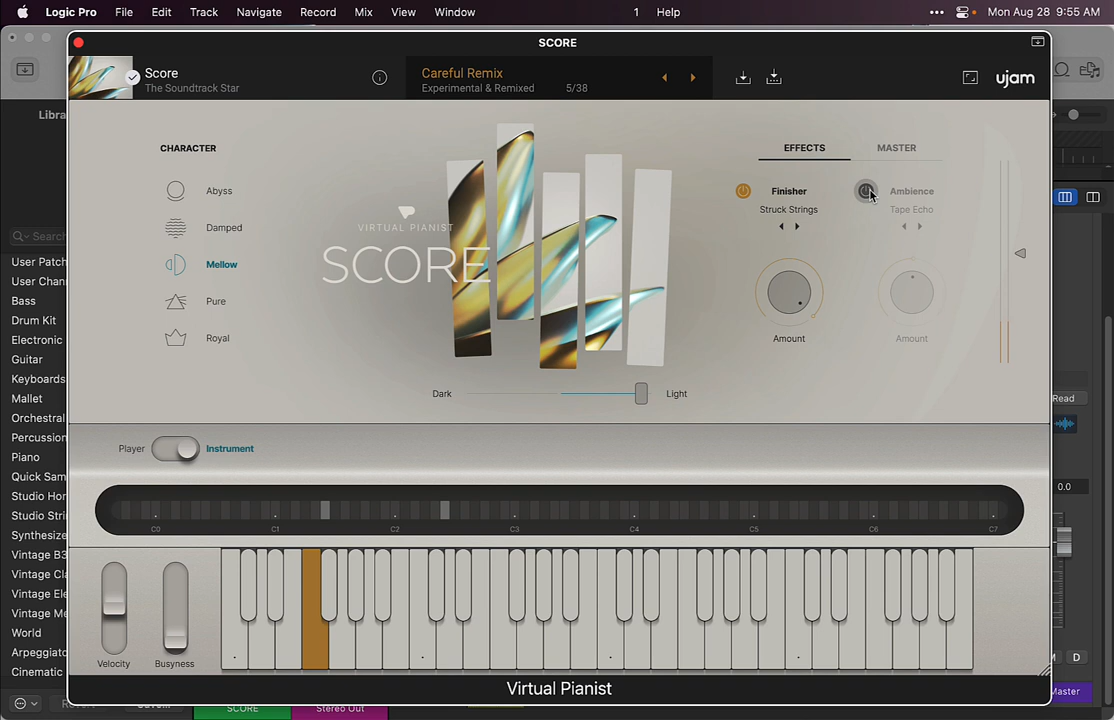 Logic Pro File Edit Track Navigate Record Mix View Window 1 Help Mon Aug 28 9:55 AM
SCORE
Score
The Soundtrack Star
Careful Remix
Experimental & Remixed 5/38
ujam
Libra
Search
User Patch
User Chan
Bass
Drum Kit
Electronic
Guitar
Keyboards
Mallet
Orchestral
Percussion
Piano
Quick Sam
Studio Hor
Studio Stri
Synthesize
Vintage B3
Vintage Cla
Vintage Ele
Vintage Me
World
Arpeggiato
Cinematic
CHARACTER
Abyss
Damped
Mellow
Pure
Royal
VIRTUAL PIANIST
SCORE
Dark Light
EFFECTS MASTER
Finisher Ambience
Struck Strings Tape Echo
Amount Amount
Player Instrument
C0 C1 C2 C3 C4 C5 C6 C7
Velocity Busyness
Virtual Pianist
Read
0.0
M D
Master
SCORE Stereo Out